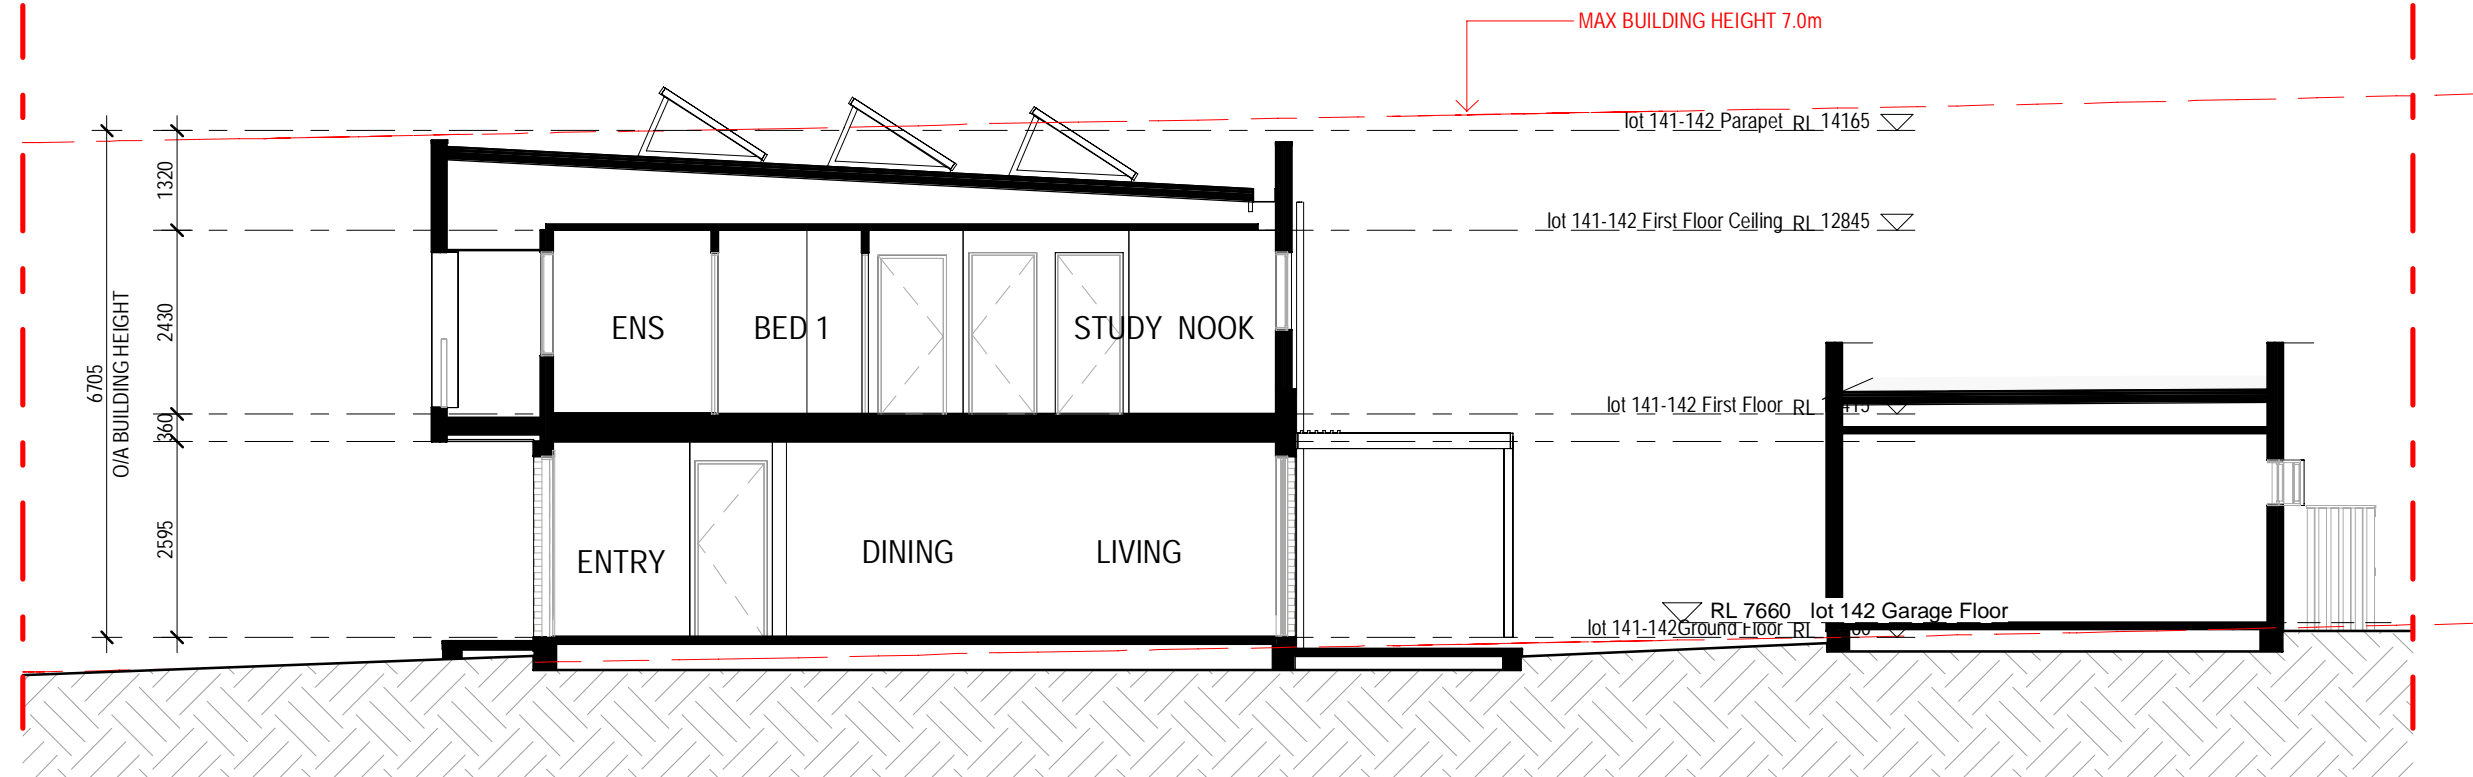 MAX BUILDING HEIGHT 7.0m
lot 141-142 Parapet RL 14165
1320
lot 141-142 First Floor Ceiling RL 12845
2430
ENS
BED 1
STUDY NOOK
6705
O/A BUILDING HEIGHT
360
lot 141-142 First Floor RL
2595
ENTRY
DINING
LIVING
RL 7660 lot 142 Garage Floor
lot 141-142 Ground Floor RL